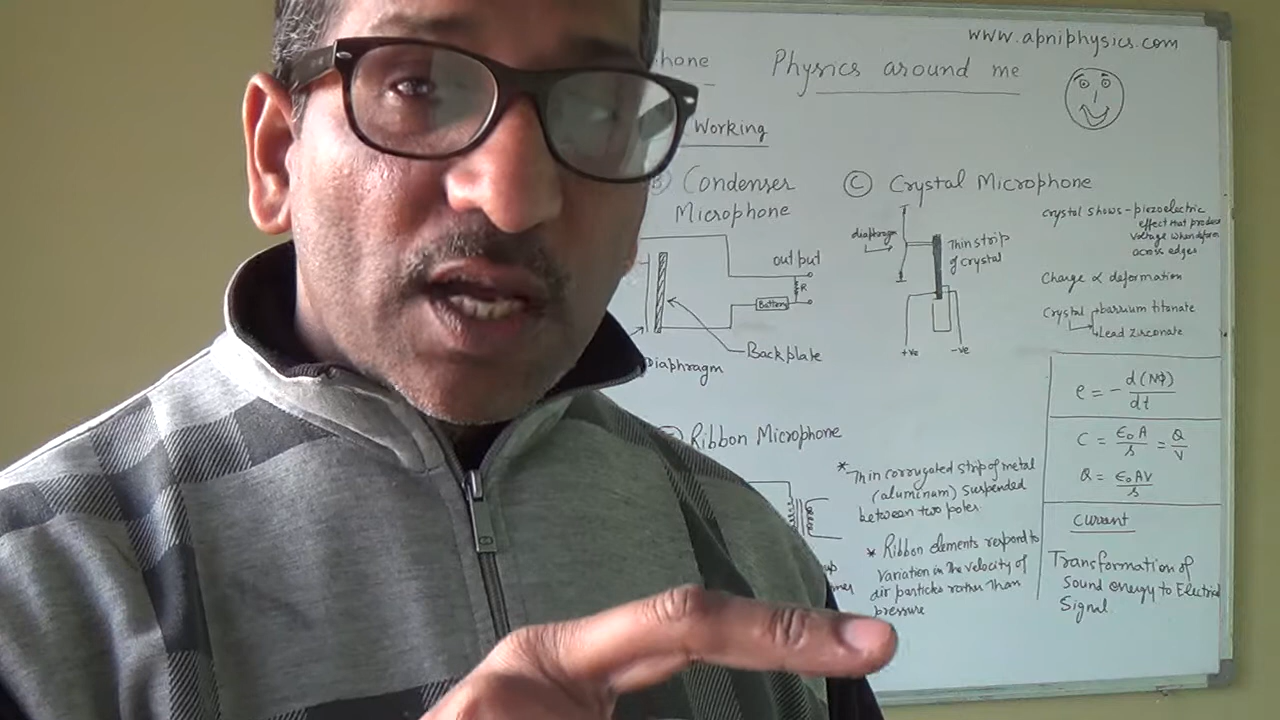 www.apniphysics.com
Physics around me
Working
Condenser
Microphone
output
R
Battery
Back plate
Diaphragm
C Crystal Microphone
diaphragm
Thin strip
of crystal
+ve
-ve
Crystal shows - piezoelectric
effect that produce
voltage when deform
across edges
Charge ∝ deformation
Crystal
barrium titanate
Lead zirconate
Ribbon Microphone
* Thin corrugated strip of metal
(aluminum) suspended
between two poles
* Ribbon elements respond to
variation in the velocity of
air particles rather than
pressure
e = - d(Nφ)/dt
C = ε₀A/s = Q/V
Q = ε₀AV/s
Current
Transformation of
Sound energy to Electrical
Signal